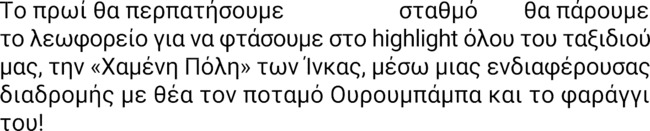 Το πρωί θα περπατήσουμε σταθμό θα πάρουμε
το λεωφορείο για να φτάσουμε στο highlight όλου του ταξιδιού
μας, την «Χαμένη Πόλη» των Ίνκας, μέσω μιας ενδιαφέρουσας
διαδρομής με θέα τον ποταμό Ουρουμπάμπα και το φαράγγι
του!